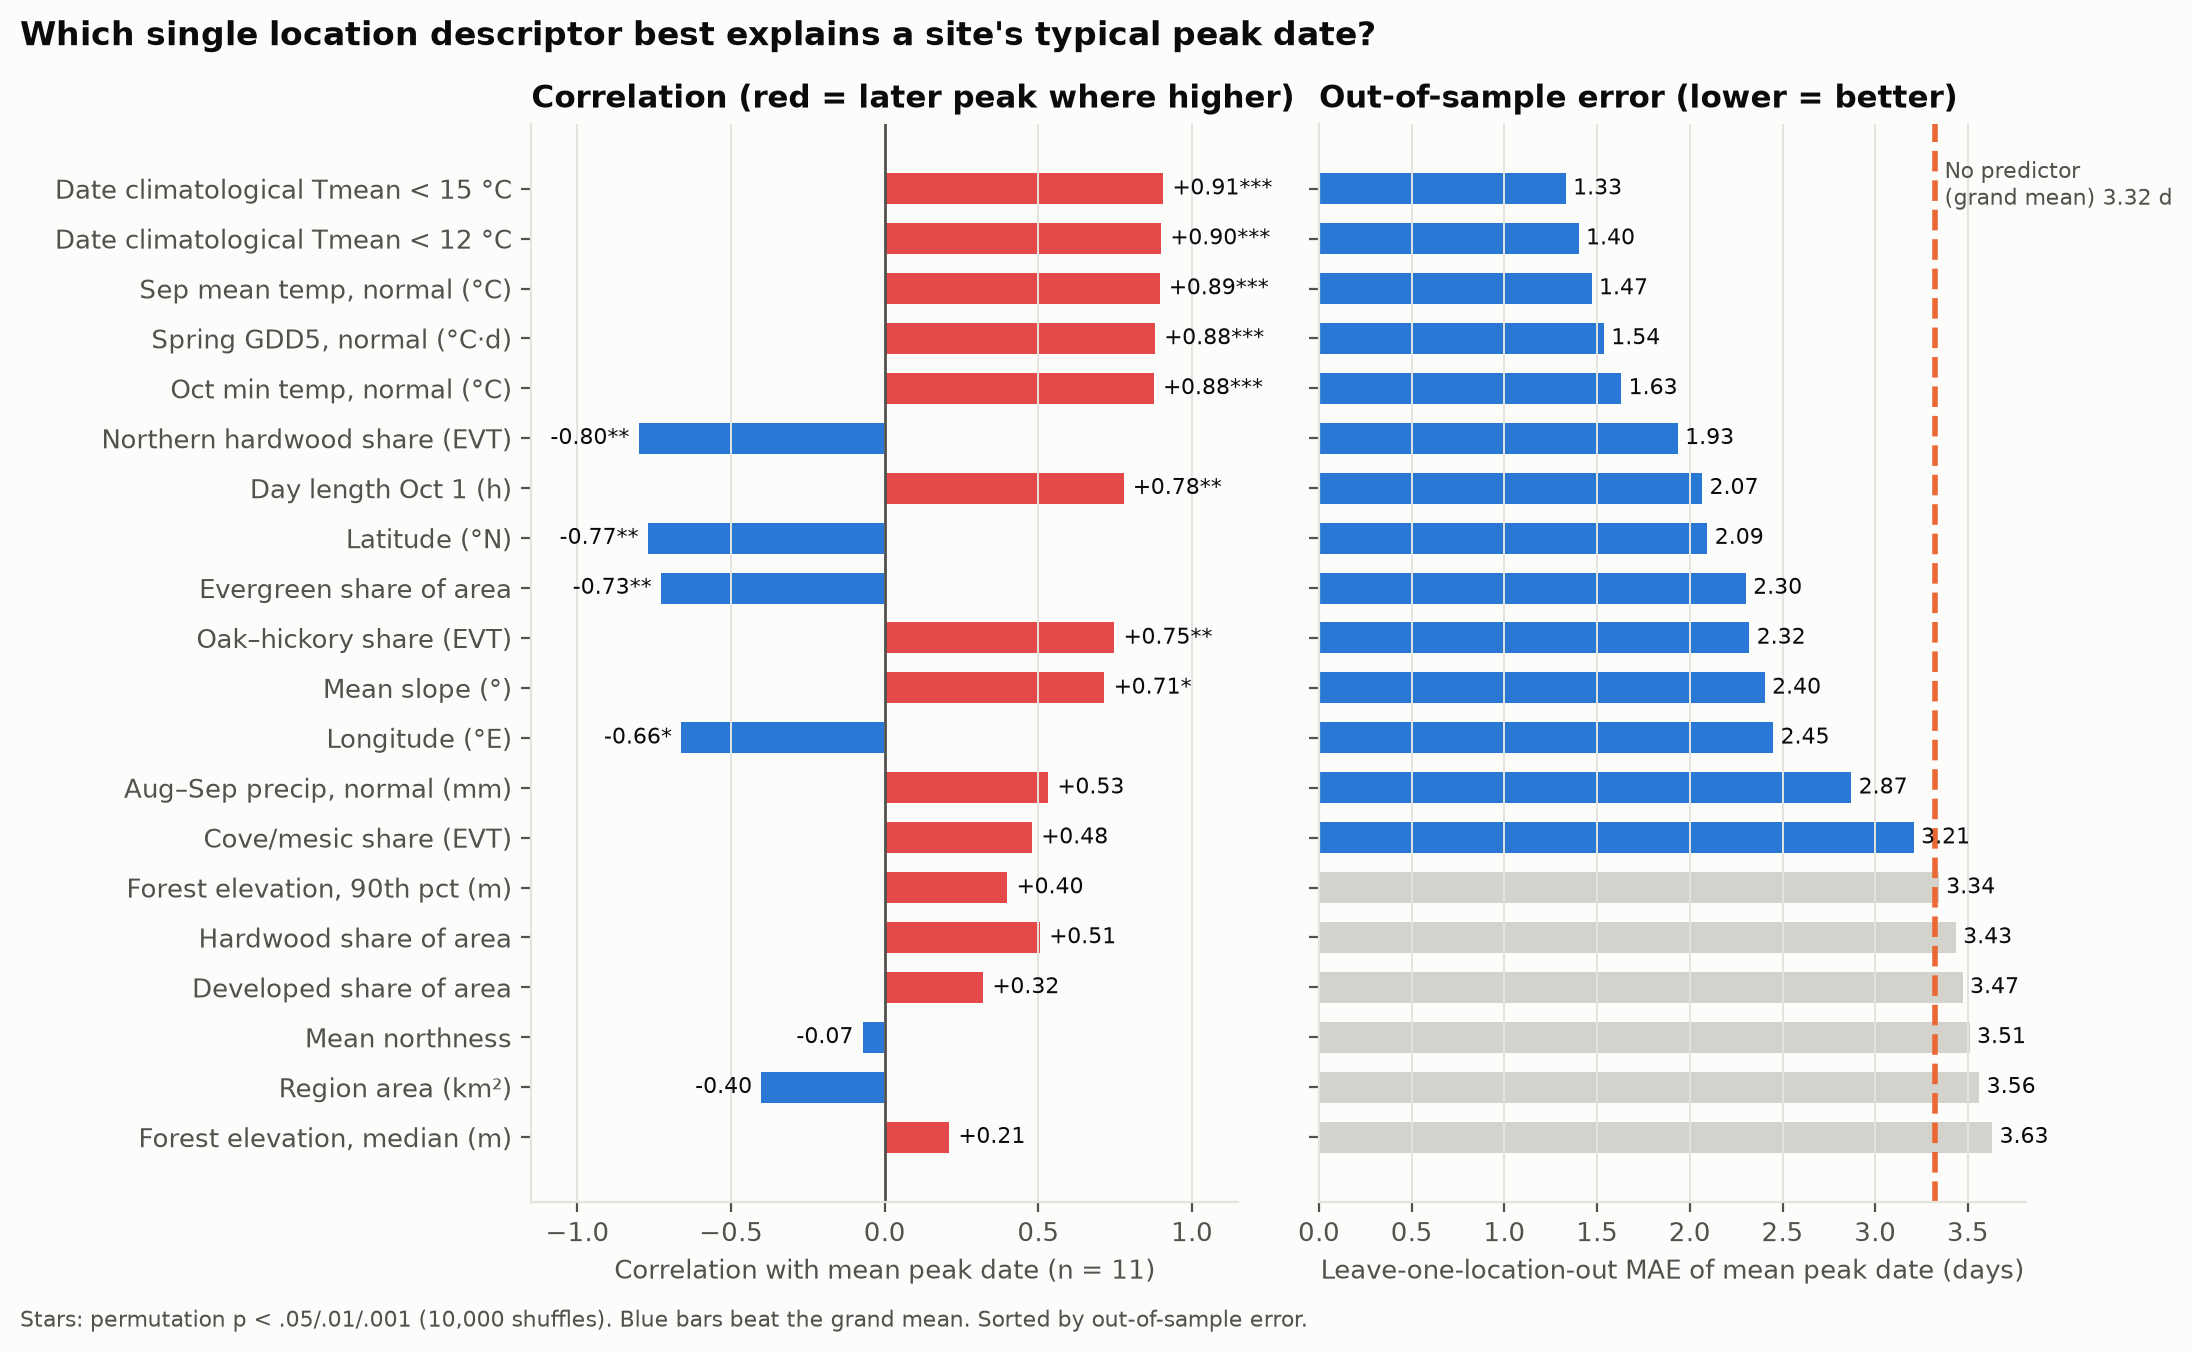 Which single location descriptor best explains a site's typical peak date?
Correlation (red = later peak where higher)
Out-of-sample error (lower = better)
No predictor
(grand mean) 3.32 d
Date climatological Tmean < 15 °C +0.91*** 1.33
Date climatological Tmean < 12 °C +0.90*** 1.40
Sep mean temp, normal (°C) +0.89*** 1.47
Spring GDD5, normal (°C·d) +0.88*** 1.54
Oct min temp, normal (°C) +0.88*** 1.63
Northern hardwood share (EVT) -0.80** 1.93
Day length Oct 1 (h) +0.78** 2.07
Latitude (°N) -0.77** 2.09
Evergreen share of area -0.73** 2.30
Oak–hickory share (EVT) +0.75** 2.32
Mean slope (°) +0.71* 2.40
Longitude (°E) -0.66* 2.45
Aug–Sep precip, normal (mm) +0.53 2.87
Cove/mesic share (EVT) +0.48 3.21
Forest elevation, 90th pct (m) +0.40 3.34
Hardwood share of area +0.51 3.43
Developed share of area +0.32 3.47
Mean northness -0.07 3.51
Region area (km²) -0.40 3.56
Forest elevation, median (m) +0.21 3.63
−1.0 −0.5 0.0 0.5 1.0
0.0 0.5 1.0 1.5 2.0 2.5 3.0 3.5
Correlation with mean peak date (n = 11)
Leave-one-location-out MAE of mean peak date (days)
Stars: permutation p < .05/.01/.001 (10,000 shuffles). Blue bars beat the grand mean. Sorted by out-of-sample error.